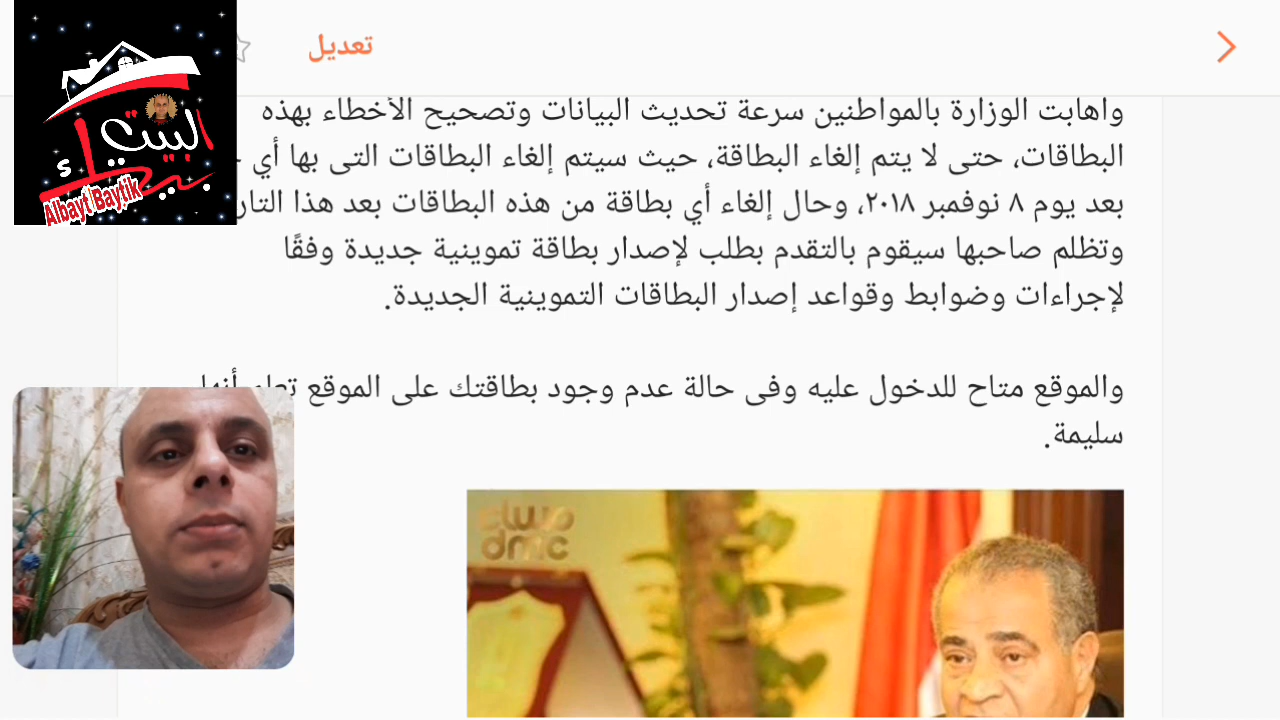 تعديل
وأهابت الوزارة بالمواطنين سرعة تحديث البيانات وتصحيح الأخطاء بهذه
البطاقات، حتى لا يتم إلغاء البطاقة، حيث سيتم إلغاء البطاقات التى بها أي
بعد يوم ٨ نوفمبر ٢٠١٨، وحال إلغاء أي بطاقة من هذه البطاقات بعد هذا
وتظلم صاحبها سيقوم بالتقدم بطلب لإصدار بطاقة تموينية جديدة وفقًا
لإجراءات وضوابط وقواعد إصدار البطاقات التموينية الجديدة.
والموقع متاح للدخول عليه وفى حالة عدم وجود بطاقتك على الموقع
سليمة.
البيت بيتك
Albayt Baytik
مساء
dmc